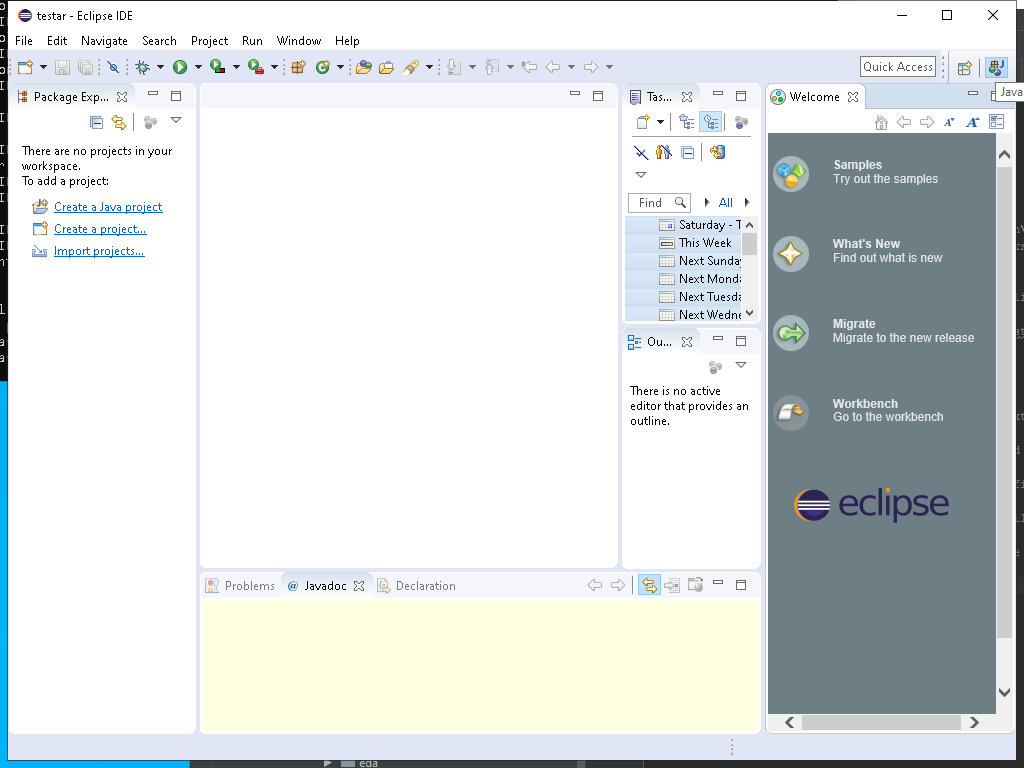 testar - Eclipse IDE
File Edit Navigate Search Project Run Window Help
Quick Access
Java
Package Exp...
There are no projects in your
workspace.
To add a project:
Create a Java project
Create a project...
Import projects...
Tas...
Find
All
Saturday - T
This Week
Next Sunday
Next Monda
Next Tuesda
Next Wedne
Ou...
There is no active
editor that provides an
outline.
Problems
@ Javadoc
Declaration
Welcome
Samples
Try out the samples
What's New
Find out what is new
Migrate
Migrate to the new release
Workbench
Go to the workbench
eclipse
eda